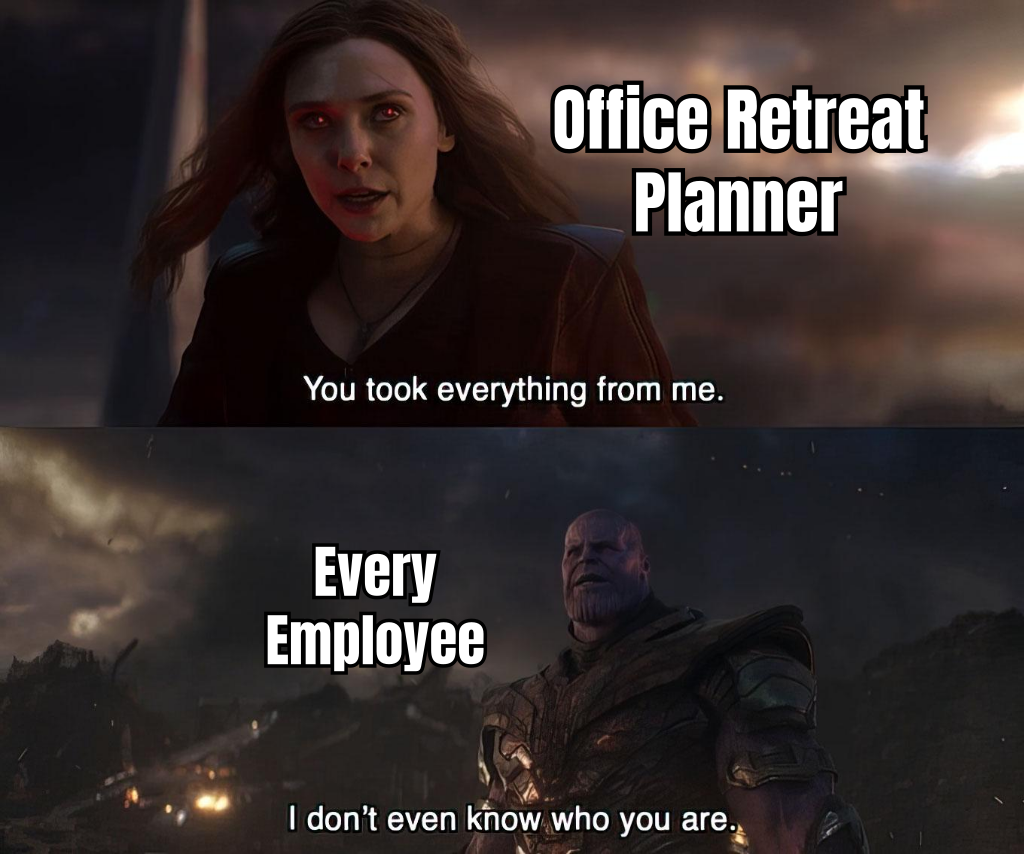 Office Retreat
Planner
You took everything from me.
Every
Employee
I don't even know who you are.